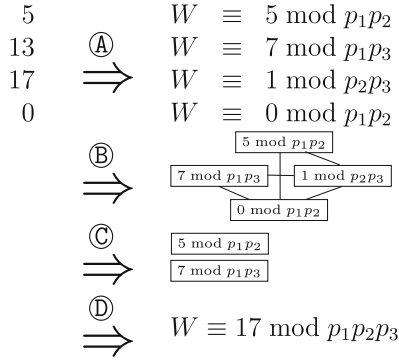 5 W ≡ 5 mod p₁p₂
13 Ⓐ W ≡ 7 mod p₁p₃
17 ⇒ W ≡ 1 mod p₂p₃
0 W ≡ 0 mod p₁p₂
Ⓑ 5 mod p₁p₂
⇒ 7 mod p₁p₃ 1 mod p₂p₃
0 mod p₁p₂
Ⓒ 5 mod p₁p₂
⇒ 7 mod p₁p₃
Ⓓ
⇒ W ≡ 17 mod p₁p₂p₃